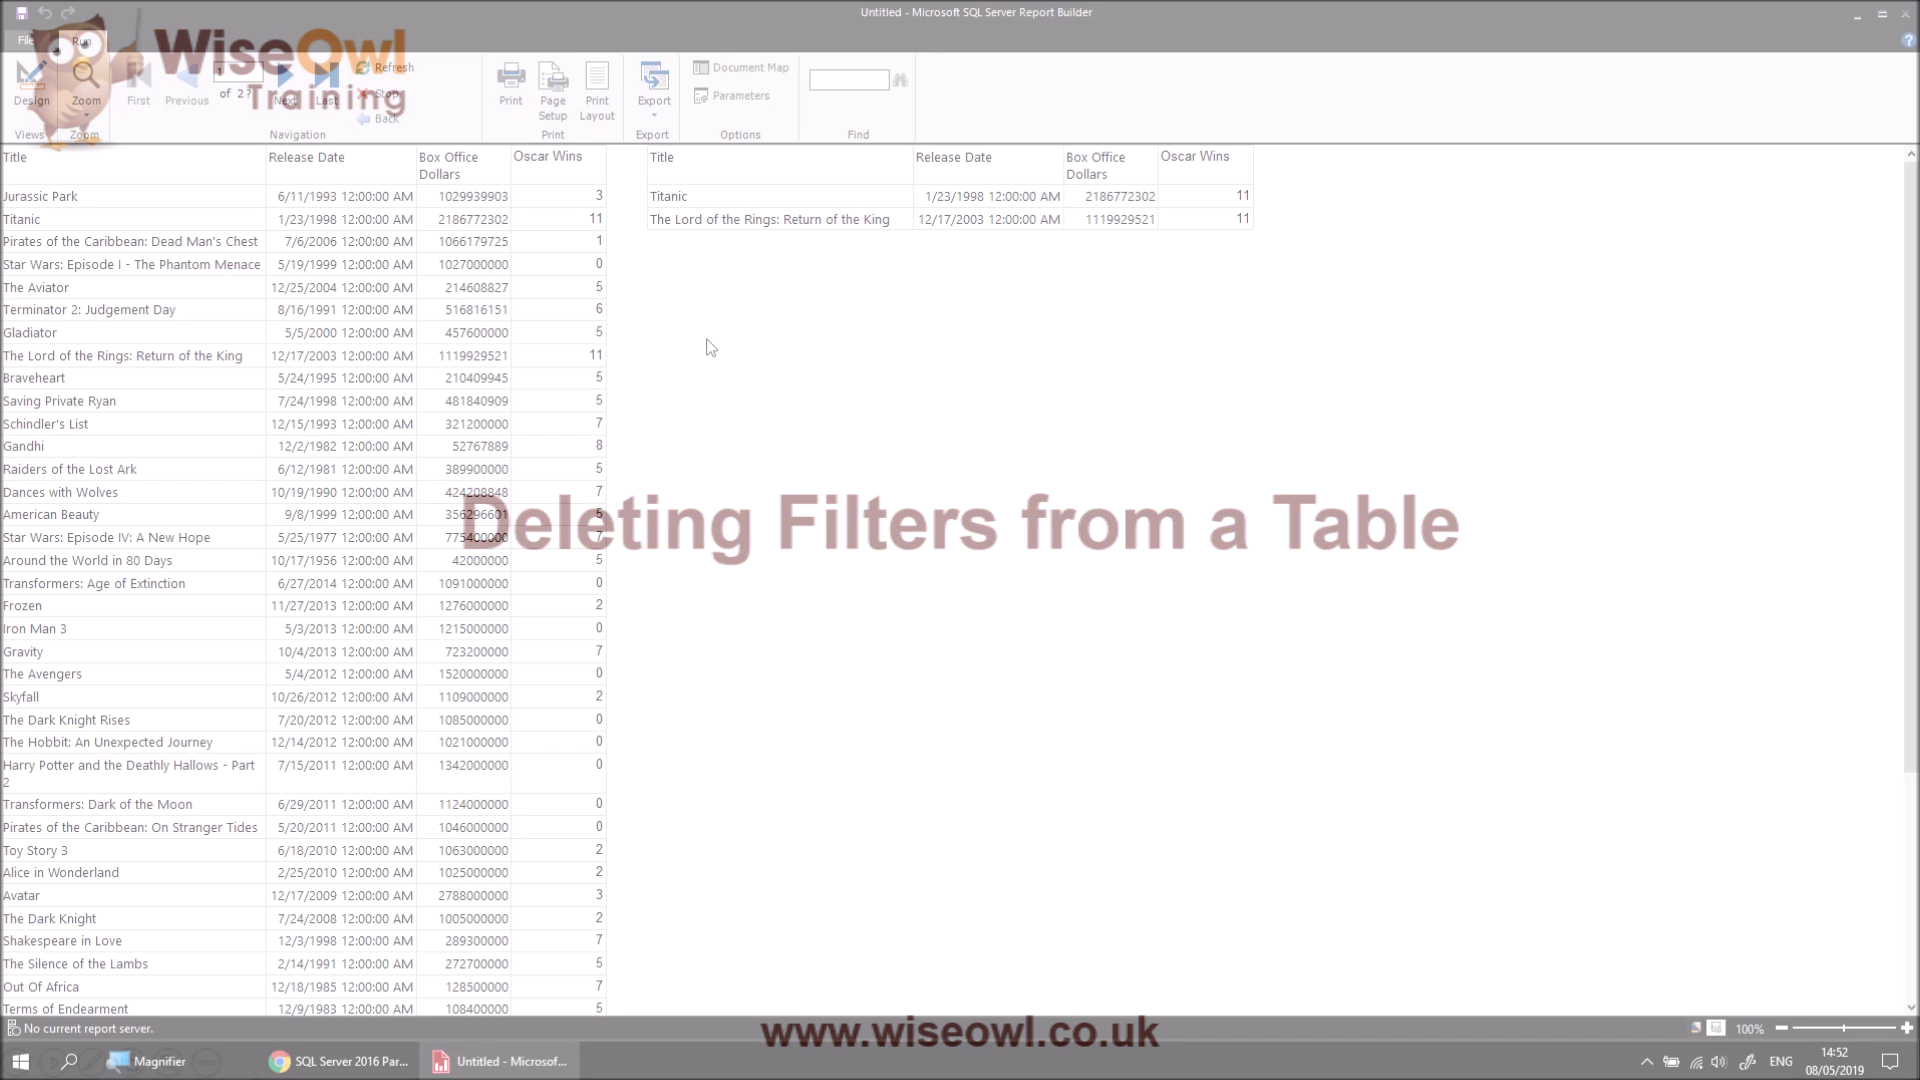 Untitled - Microsoft SQL Server Report Builder
File Run
WiseOwl
Training
Design
Views
Zoom
Zoom
First
Previous
1
of 2?
Next
Last
Refresh
Stop
Back
Navigation
Print
Page Setup
Print Layout
Print
Export
Export
Document Map
Parameters
Options
Find
Title Release Date Box Office Dollars Oscar Wins
Jurassic Park 6/11/1993 12:00:00 AM 1029939903 3
Titanic 1/23/1998 12:00:00 AM 2186772302 11
Pirates of the Caribbean: Dead Man's Chest 7/6/2006 12:00:00 AM 1066179725 1
Star Wars: Episode I - The Phantom Menace 5/19/1999 12:00:00 AM 1027000000 0
The Aviator 12/25/2004 12:00:00 AM 214608827 5
Terminator 2: Judgement Day 8/16/1991 12:00:00 AM 516816151 6
Gladiator 5/5/2000 12:00:00 AM 457600000 5
The Lord of the Rings: Return of the King 12/17/2003 12:00:00 AM 1119929521 11
Braveheart 5/24/1995 12:00:00 AM 210409945 5
Saving Private Ryan 7/24/1998 12:00:00 AM 481840909 5
Schindler's List 12/15/1993 12:00:00 AM 321200000 7
Gandhi 12/2/1982 12:00:00 AM 52767889 8
Raiders of the Lost Ark 6/12/1981 12:00:00 AM 389900000 5
Dances with Wolves 10/19/1990 12:00:00 AM 424208848 7
American Beauty 9/8/1999 12:00:00 AM 356296601 5
Star Wars: Episode IV: A New Hope 5/25/1977 12:00:00 AM 775400000 7
Around the World in 80 Days 10/17/1956 12:00:00 AM 42000000 5
Transformers: Age of Extinction 6/27/2014 12:00:00 AM 1091000000 0
Frozen 11/27/2013 12:00:00 AM 1276000000 2
Iron Man 3 5/3/2013 12:00:00 AM 1215000000 0
Gravity 10/4/2013 12:00:00 AM 723200000 7
The Avengers 5/4/2012 12:00:00 AM 1520000000 0
Skyfall 10/26/2012 12:00:00 AM 1109000000 2
The Dark Knight Rises 7/20/2012 12:00:00 AM 1085000000 0
The Hobbit: An Unexpected Journey 12/14/2012 12:00:00 AM 1021000000 0
Harry Potter and the Deathly Hallows - Part 2 7/15/2011 12:00:00 AM 1342000000 0
Transformers: Dark of the Moon 6/29/2011 12:00:00 AM 1124000000 0
Pirates of the Caribbean: On Stranger Tides 5/20/2011 12:00:00 AM 1046000000 0
Toy Story 3 6/18/2010 12:00:00 AM 1063000000 2
Alice in Wonderland 2/25/2010 12:00:00 AM 1025000000 2
Avatar 12/17/2009 12:00:00 AM 2788000000 3
The Dark Knight 7/24/2008 12:00:00 AM 1005000000 2
Shakespeare in Love 12/3/1998 12:00:00 AM 289300000 7
The Silence of the Lambs 2/14/1991 12:00:00 AM 272700000 5
Out Of Africa 12/18/1985 12:00:00 AM 128500000 7
Terms of Endearment 12/9/1983 12:00:00 AM 108400000 5
Title Release Date Box Office Dollars Oscar Wins
Titanic 1/23/1998 12:00:00 AM 2186772302 11
The Lord of the Rings: Return of the King 12/17/2003 12:00:00 AM 1119929521 11
Deleting Filters from a Table
No current report server.
www.wiseowl.co.uk
100%
Magnifier
SQL Server 2016 Par...
Untitled - Microsof...
ENG
14:52
08/05/2019